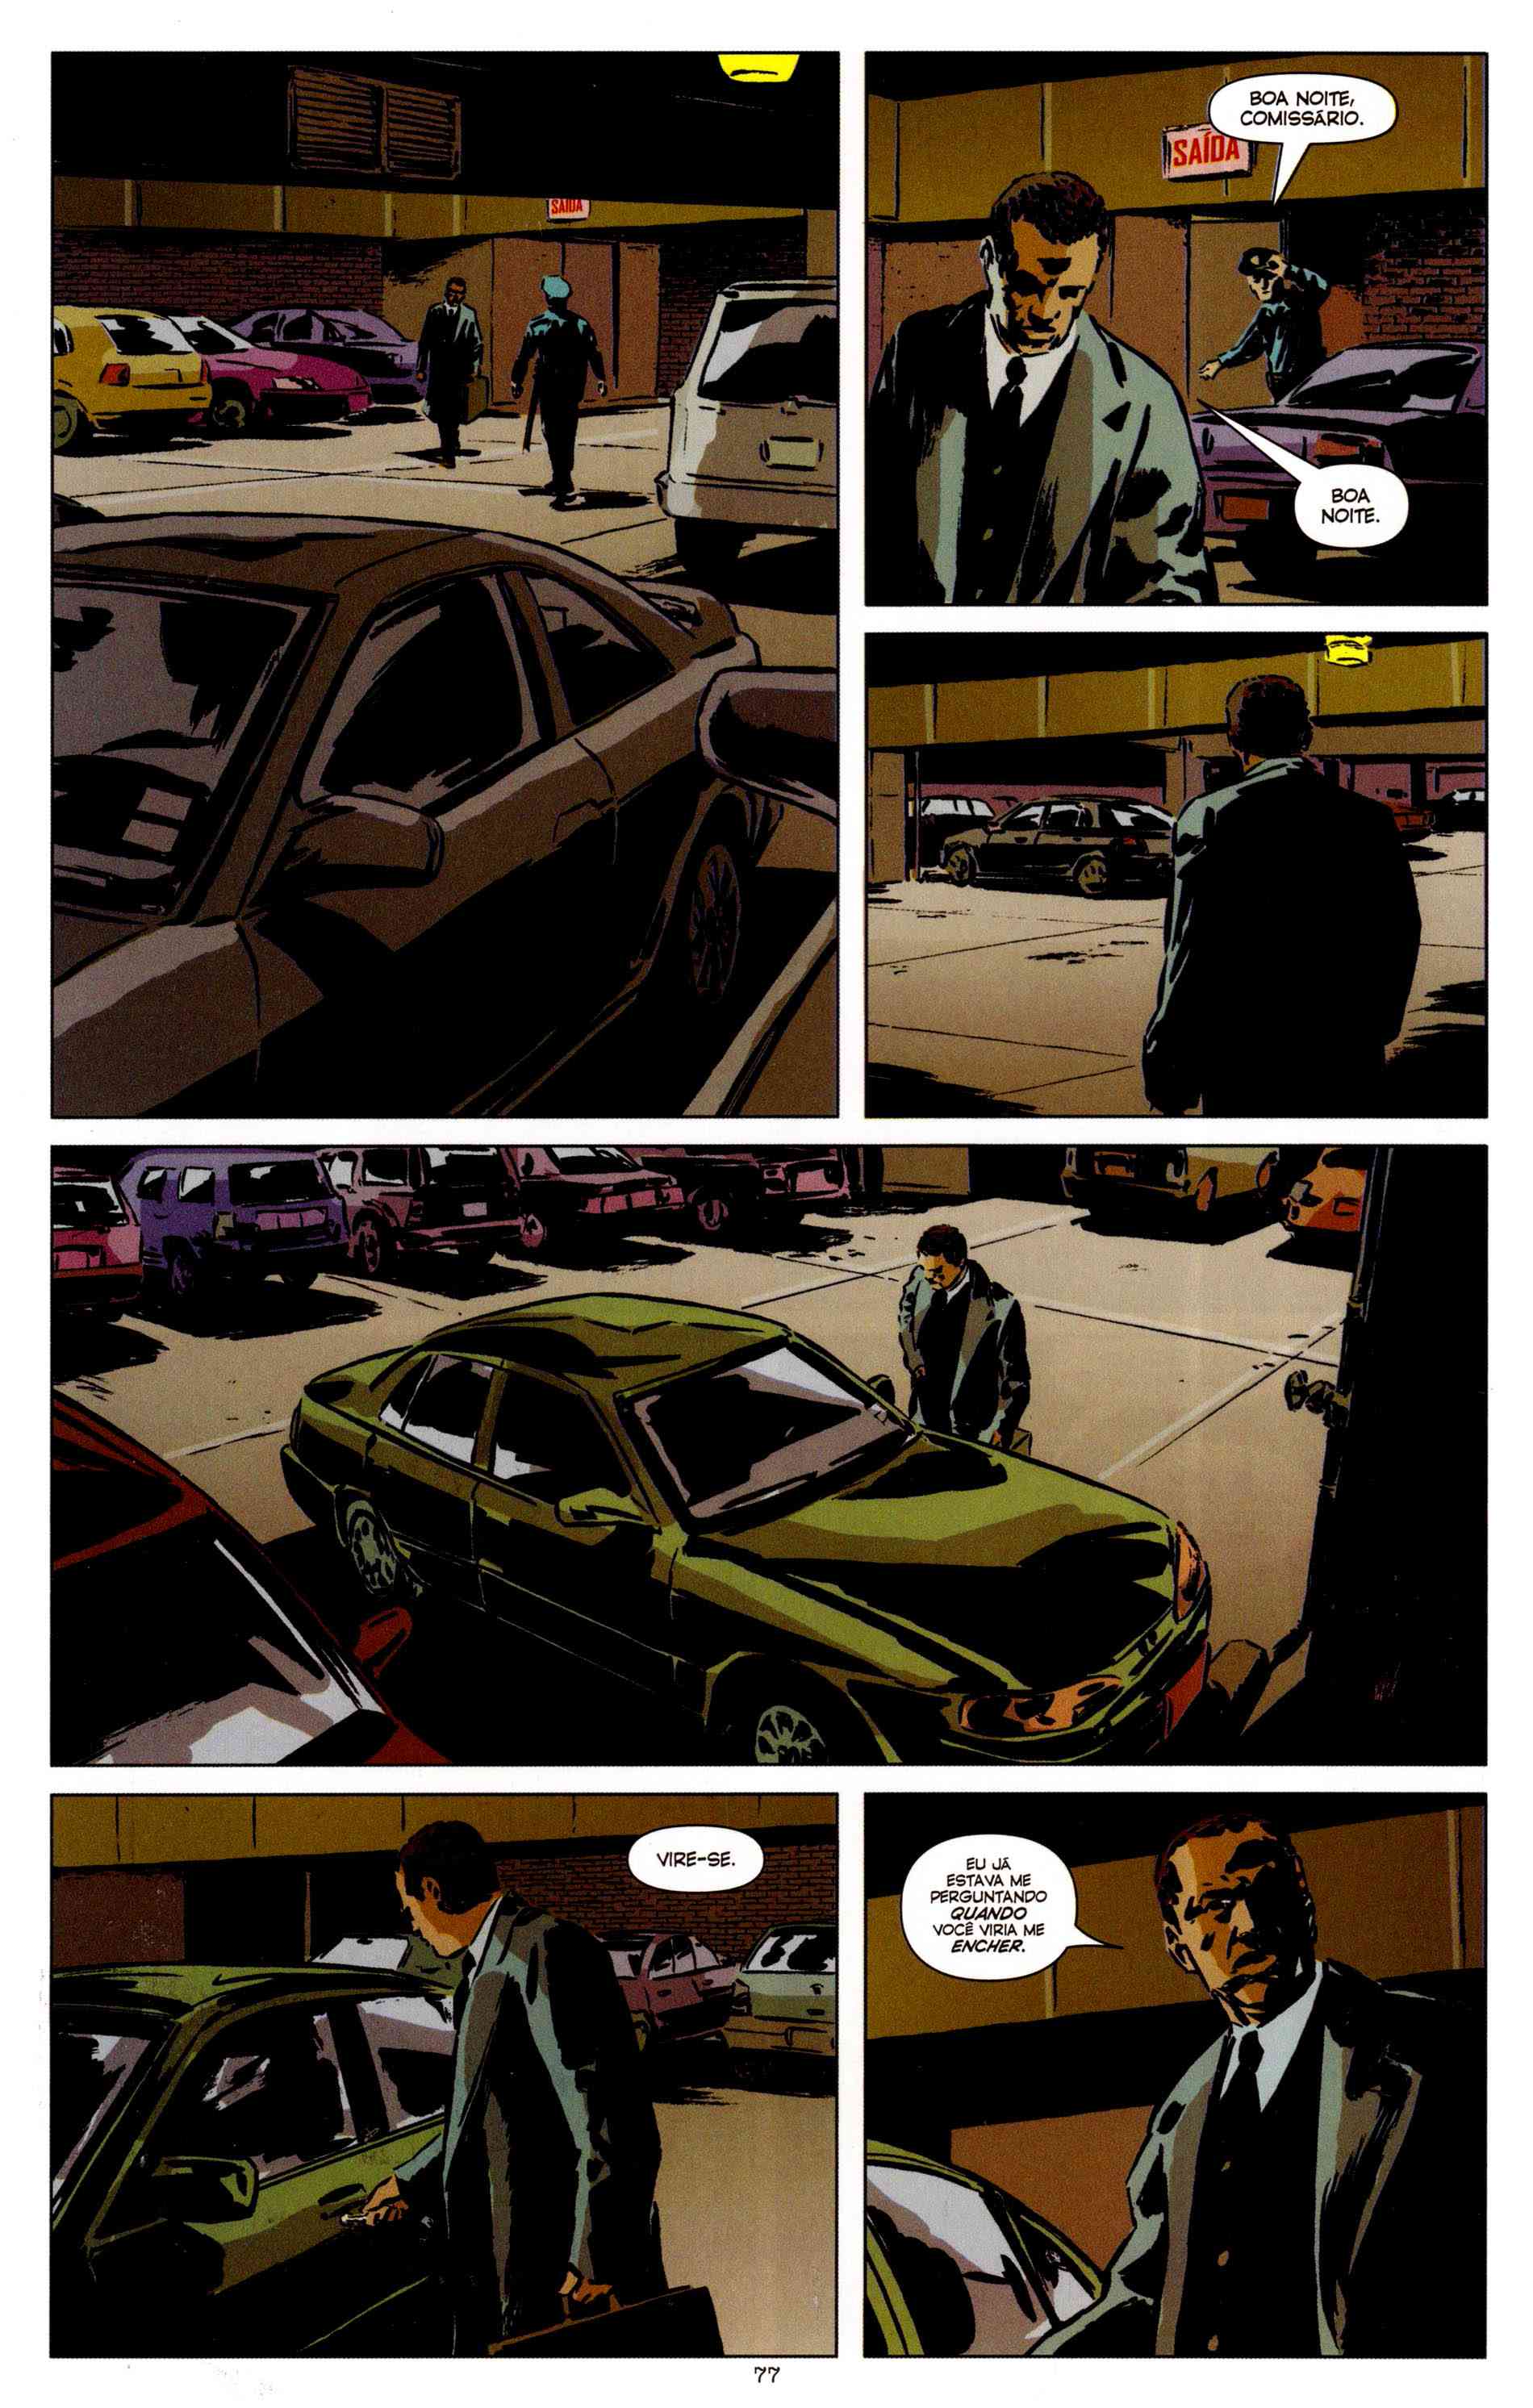 SAÍDA
BOA NOITE,
COMISSÁRIO.
SAÍDA
BOA
NOITE.
VIRE-SE.
EU JÁ
ESTAVA ME
PERGUNTANDO
QUANDO
VOCÊ VIRIA ME
ENCHER.
77